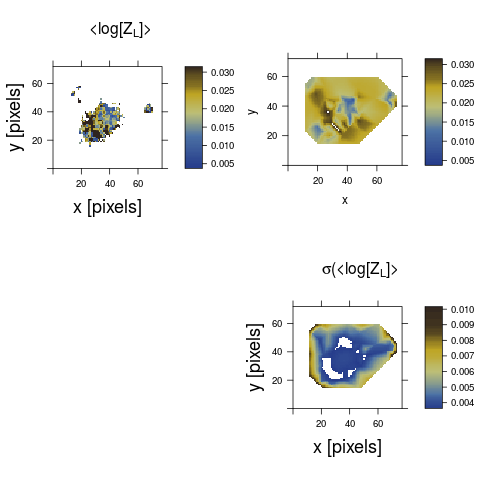 <log[Z_L]>
60
40
20
20 40 60
y [pixels]
x [pixels]
0.030
0.025
0.020
0.015
0.010
0.005
60
40
20
20 40 60
y
x
0.030
0.025
0.020
0.015
0.010
0.005
σ(<log[Z_L]>
60
40
20
20 40 60
y [pixels]
x [pixels]
0.010
0.009
0.008
0.007
0.006
0.005
0.004